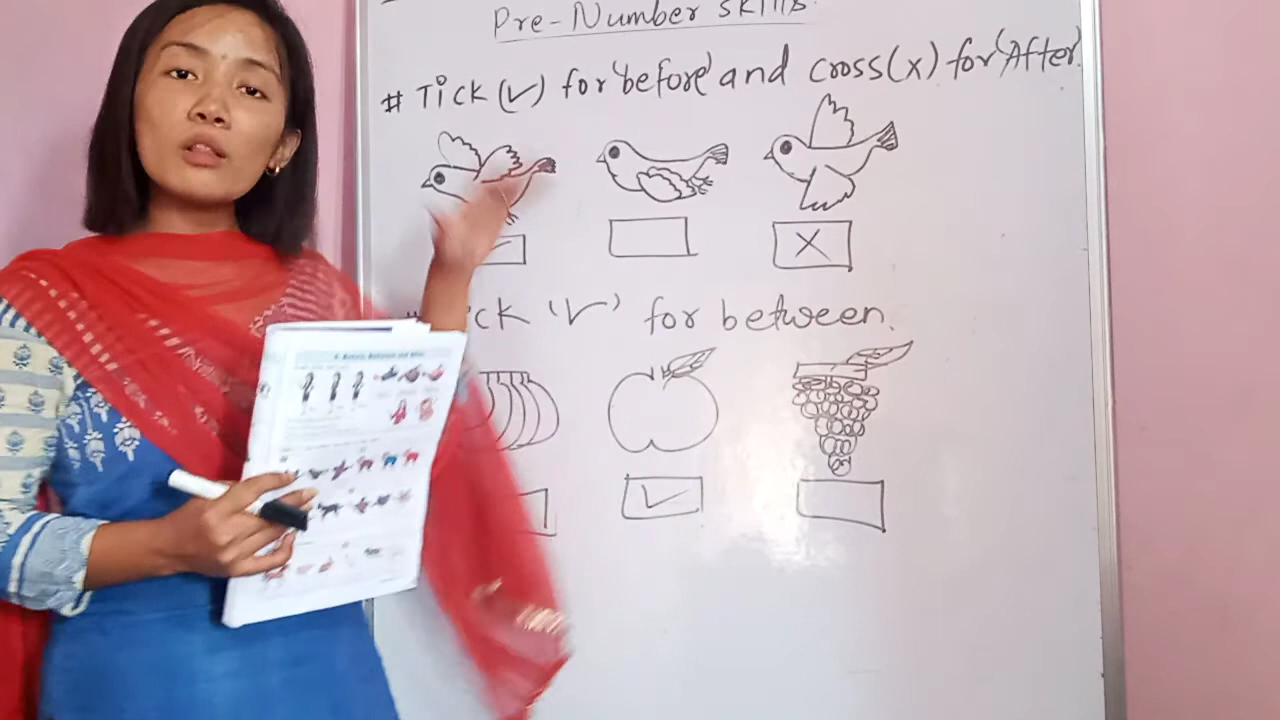 Pre-Number skills
# Tick (✓) for 'before' and cross(x) for 'After'.
ck '✓' for between.